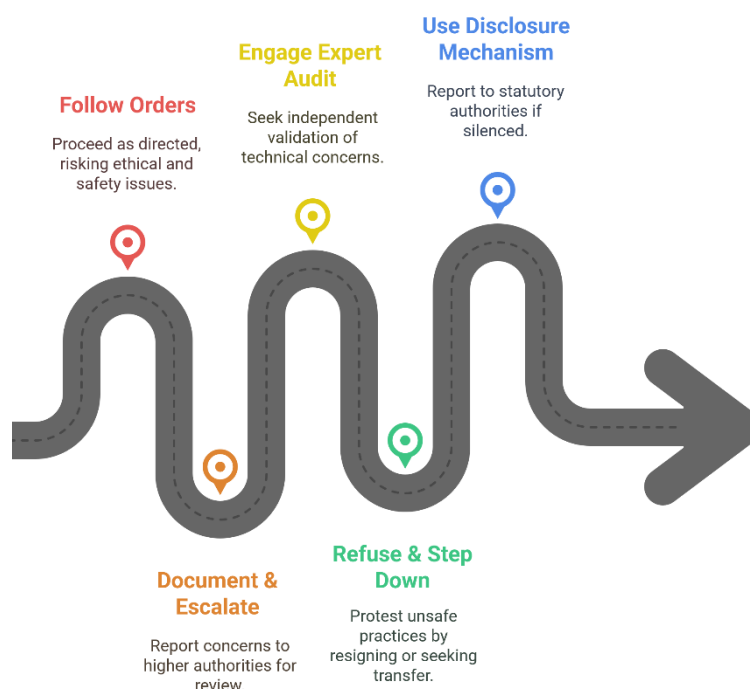 Follow Orders
Proceed as directed,
risking ethical and
safety issues.
Document &
Escalate
Report concerns to
higher authorities for
review
Engage Expert
Audit
Seek independent
validation of
technical concerns.
Refuse & Step
Down
Protest unsafe
practices by
resigning or seeking
transfer.
Use Disclosure
Mechanism
Report to statutory
authorities if
silenced.